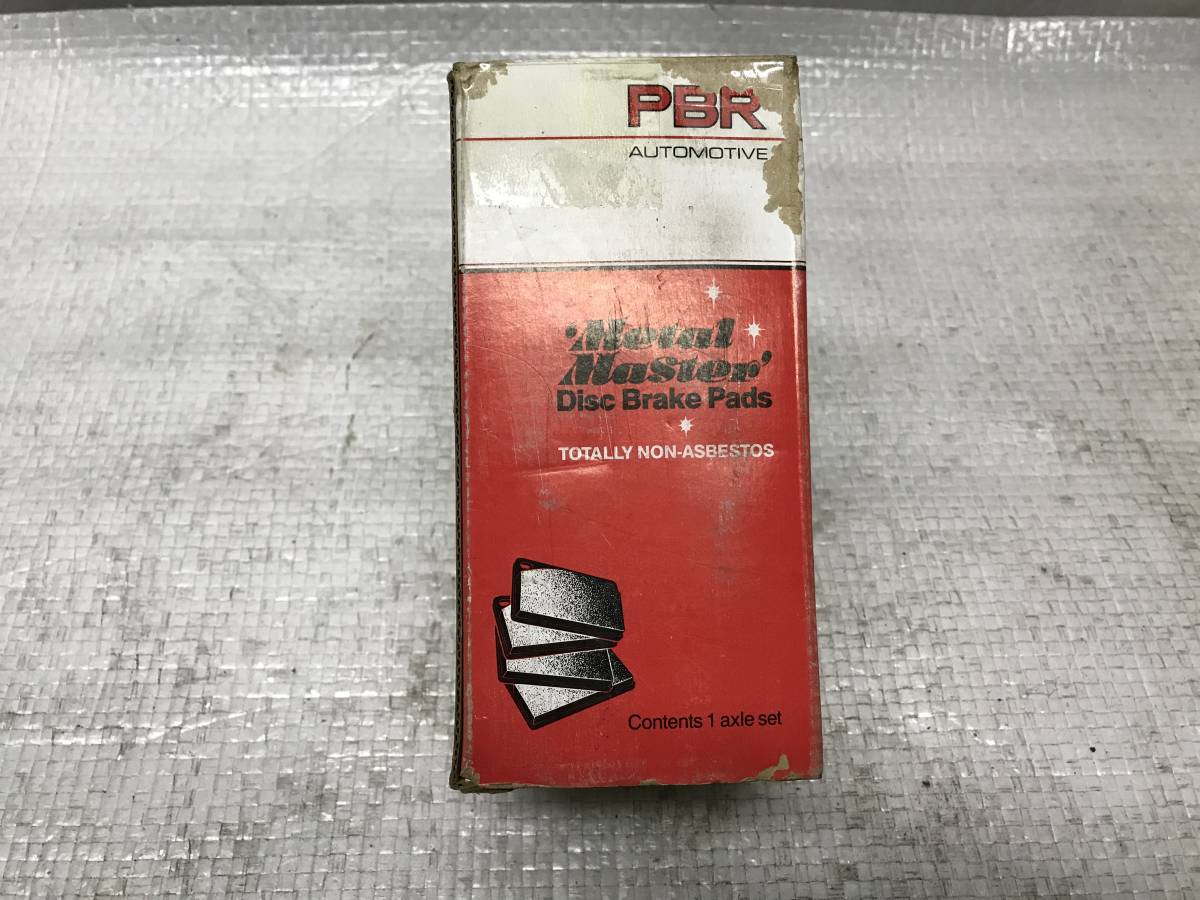 PBR
AUTOMOTIVE
'Metal
Master'
Disc Brake Pads
TOTALLY NON-ASBESTOS
Contents 1 axle set